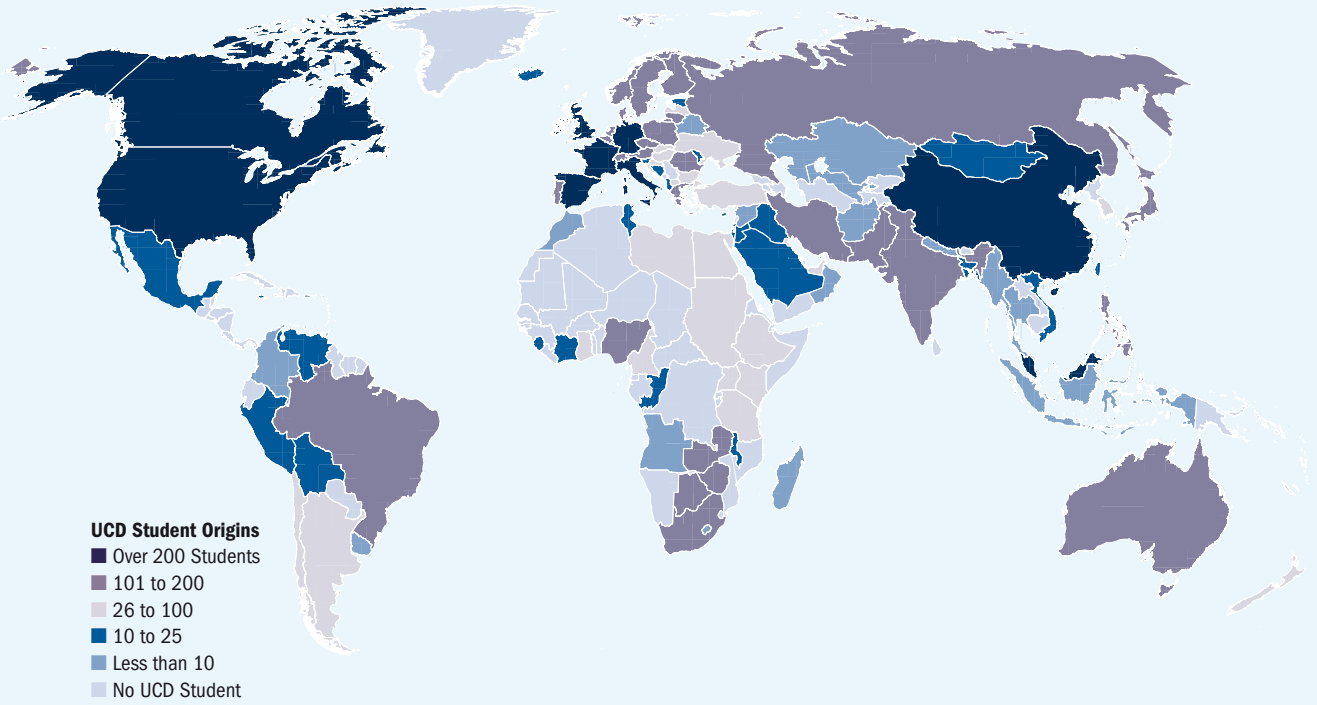 UCD Student Origins
Over 200 Students
101 to 200
26 to 100
10 to 25
Less than 10
No UCD Student